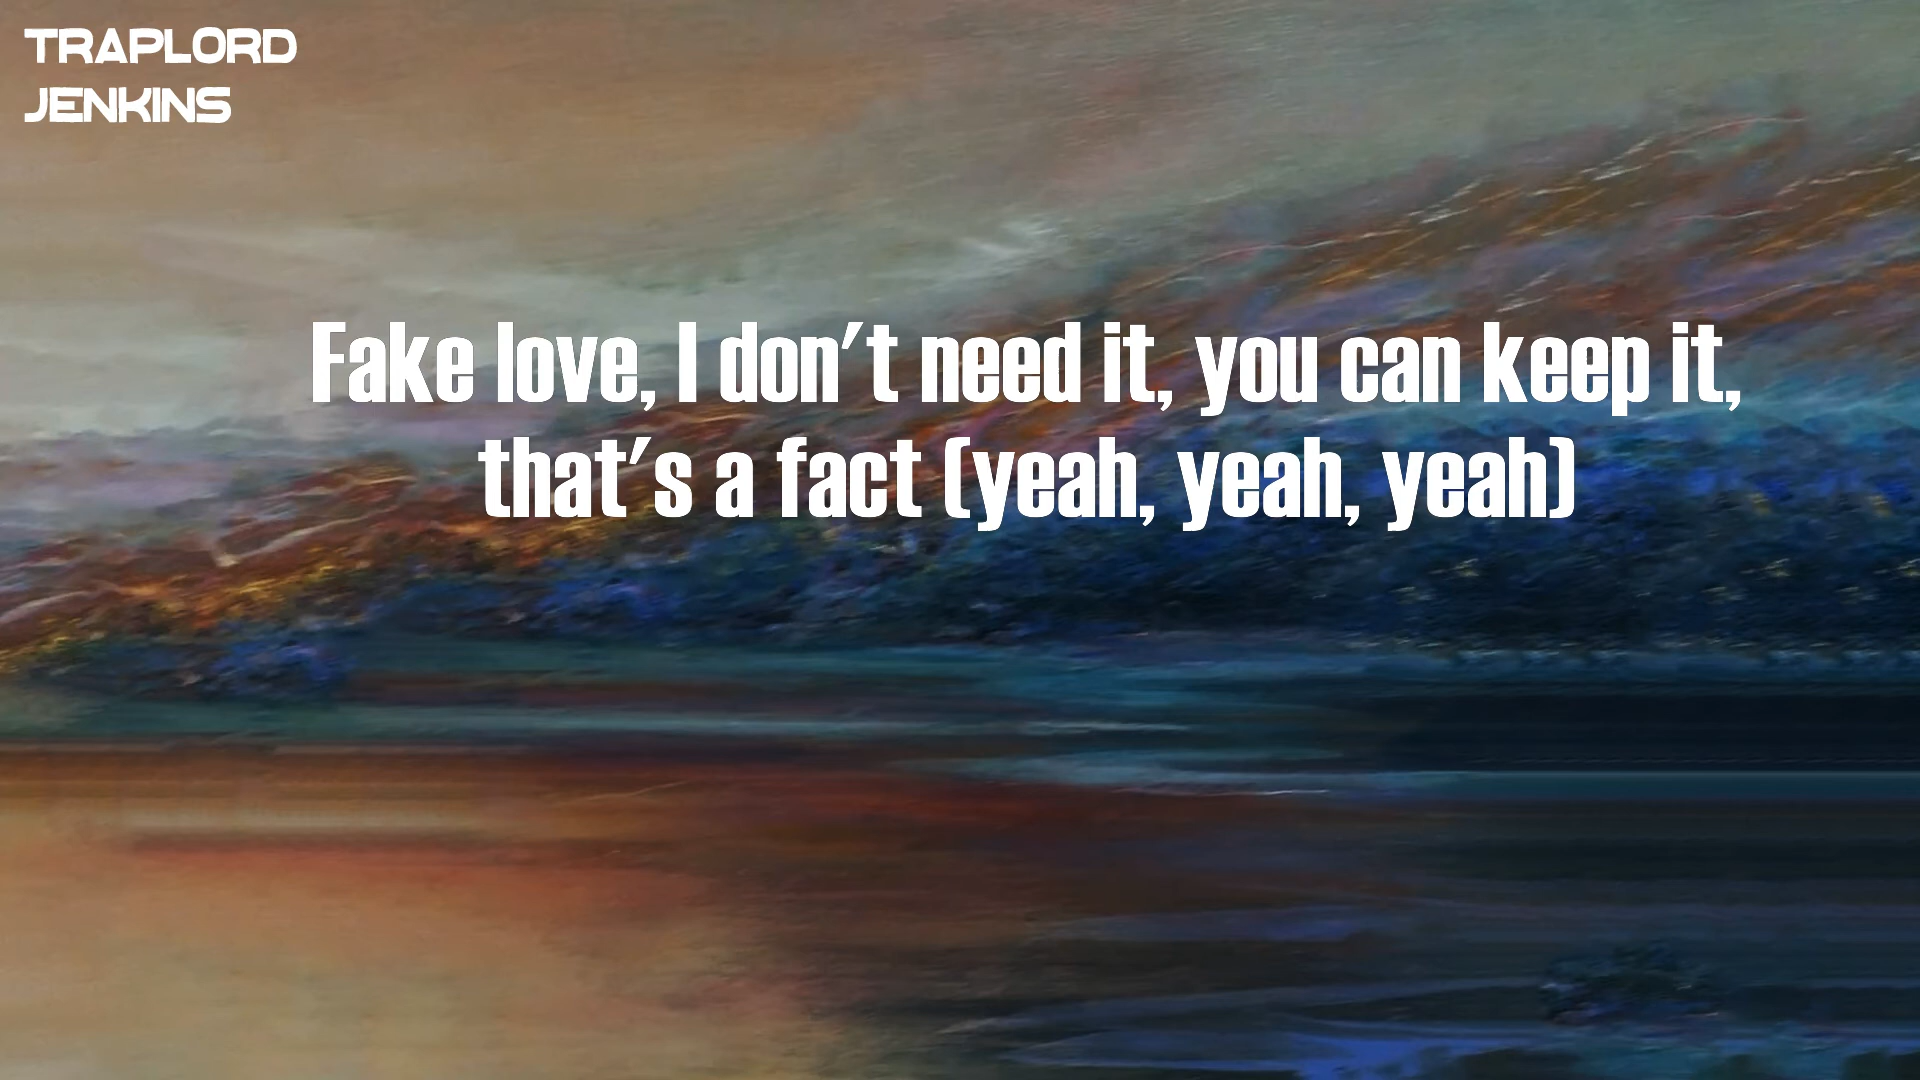 TRAPLORD
JENKINS
Fake love, I don't need it, you can keep it,
that's a fact (yeah, yeah, yeah)